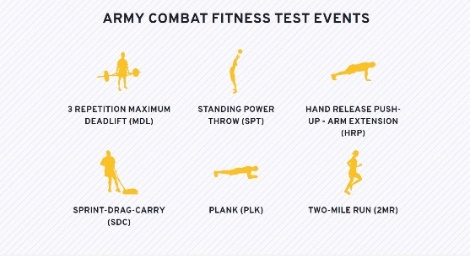 ARMY COMBAT FITNESS TEST EVENTS
3 REPETITION MAXIMUM
DEADLIFT (MDL)
STANDING POWER
THROW (SPT)
HAND RELEASE PUSH-
UP - ARM EXTENSION
(HRP)
SPRINT-DRAG-CARRY
(SDC)
PLANK (PLK)
TWO-MILE RUN (2MR)